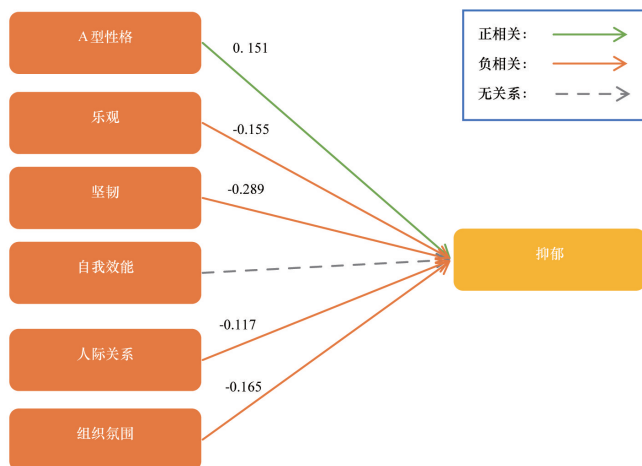 A 型性格
0. 151
正相关：
负相关：
无关系：
乐观
-0.155
坚韧
-0.289
自我效能
抑郁
人际关系
-0.117
组织氛围
-0.165